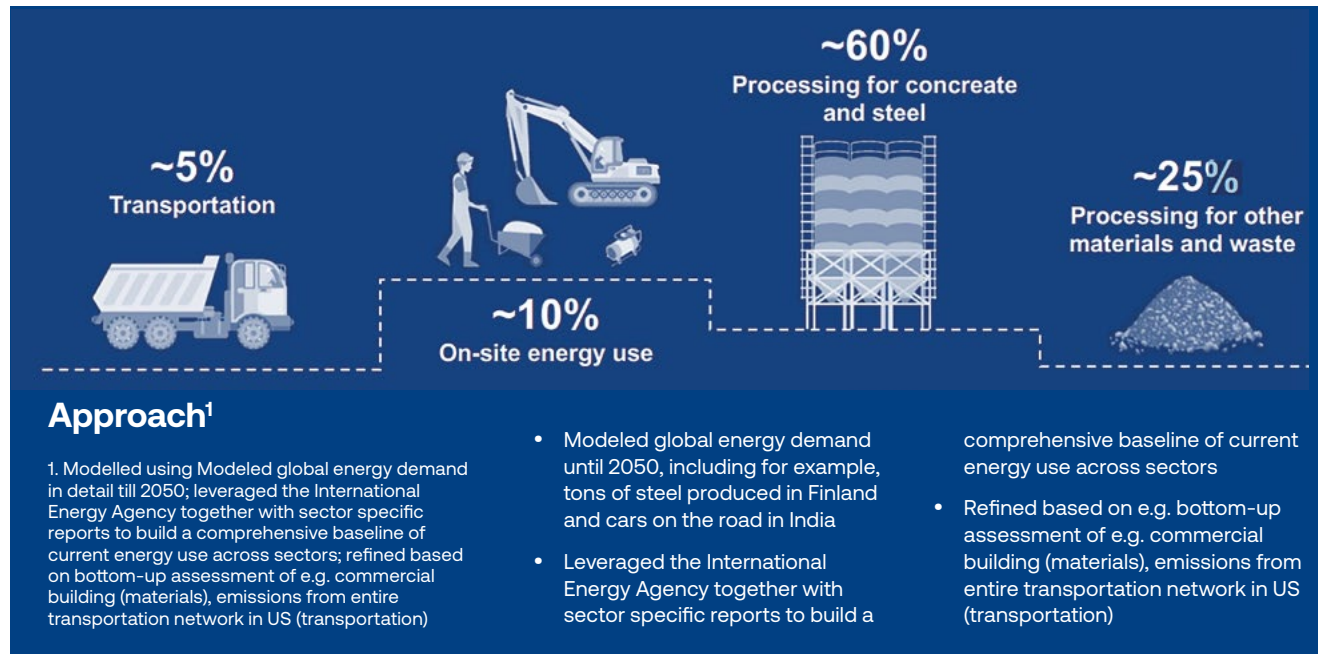 ~5%
Transportation
~10%
On-site energy use
~60%
Processing for concreate
and steel
~25%
Processing for other
materials and waste
Approach1
1. Modelled using Modeled global energy demand
in detail till 2050; leveraged the International
Energy Agency together with sector specific
reports to build a comprehensive baseline of
current energy use across sectors; refined based
on bottom-up assessment of e.g. commercial
building (materials), emissions from entire
transportation network in US (transportation)
• Modeled global energy demand
until 2050, including for example,
tons of steel produced in Finland
and cars on the road in India
• Leveraged the International
Energy Agency together with
sector specific reports to build a
comprehensive baseline of current
energy use across sectors
• Refined based on e.g. bottom-up
assessment of e.g. commercial
building (materials), emissions from
entire transportation network in US
(transportation)